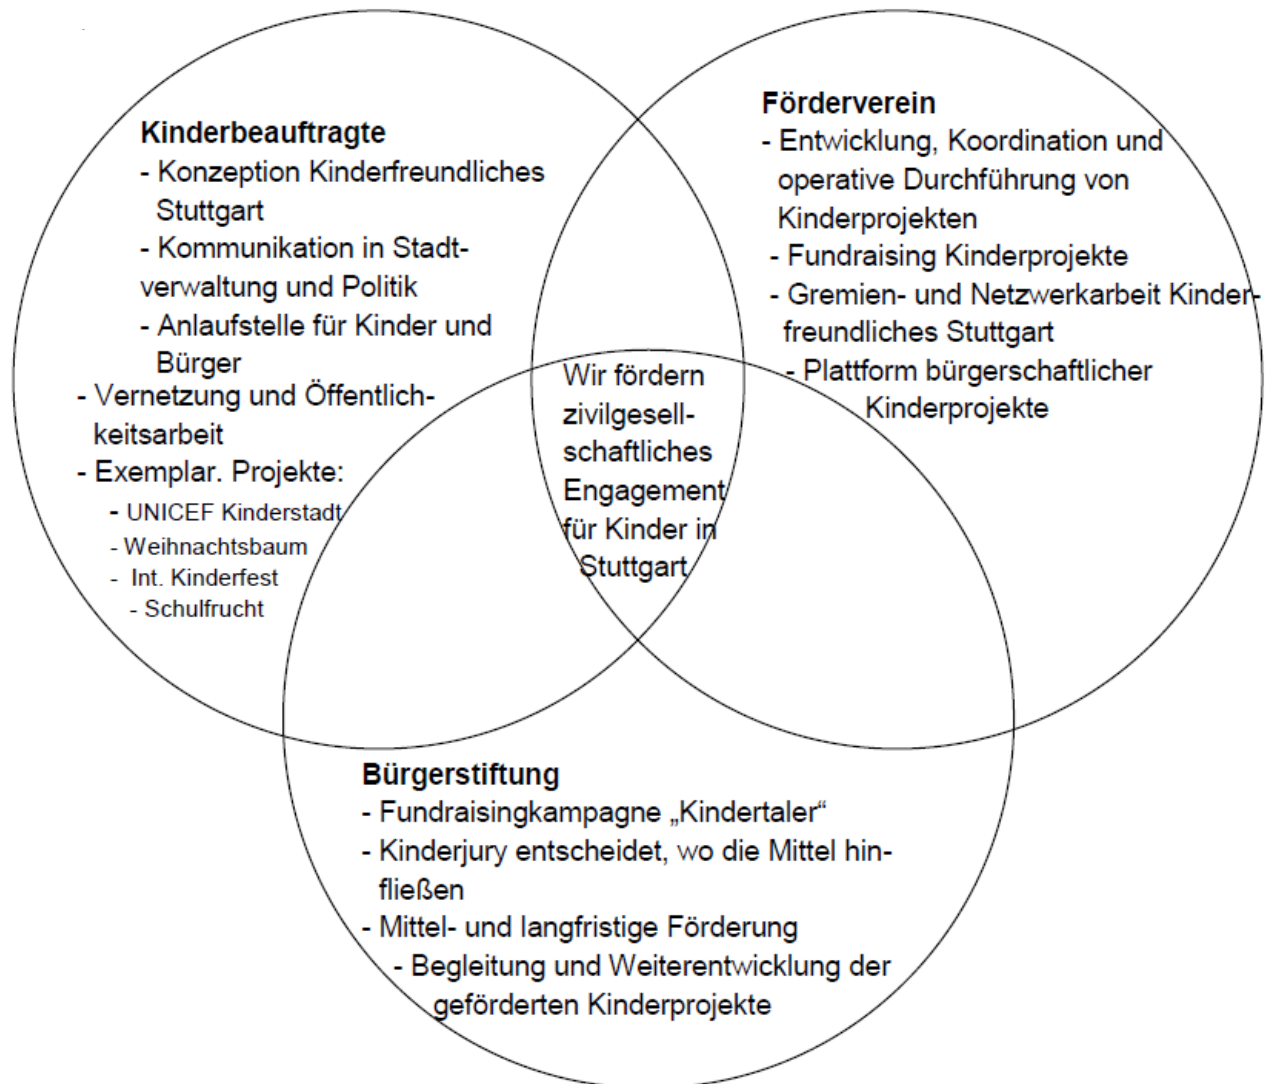 Kinderbeauftragte
- Konzeption Kinderfreundliches
Stuttgart
- Kommunikation in Stadt-
verwaltung und Politik
- Anlaufstelle für Kinder und
Bürger
- Vernetzung und Öffentlich-
keitsarbeit
- Exemplar. Projekte:
- UNICEF Kinderstadt
- Weihnachtsbaum
- Int. Kinderfest
- Schulfrucht
Förderverein
- Entwicklung, Koordination und
operative Durchführung von
Kinderprojekten
- Fundraising Kinderprojekte
- Gremien- und Netzwerkarbeit Kinder-
freundliches Stuttgart
- Plattform bürgerschaftlicher
Kinderprojekte
Wir fördern
zivilgesell-
schaftliches
Engagement
für Kinder in
Stuttgart
Bürgerstiftung
- Fundraisingkampagne „Kindertaler“
- Kinderjury entscheidet, wo die Mittel hin-
fließen
- Mittel- und langfristige Förderung
- Begleitung und Weiterentwicklung der
geförderten Kinderprojekte